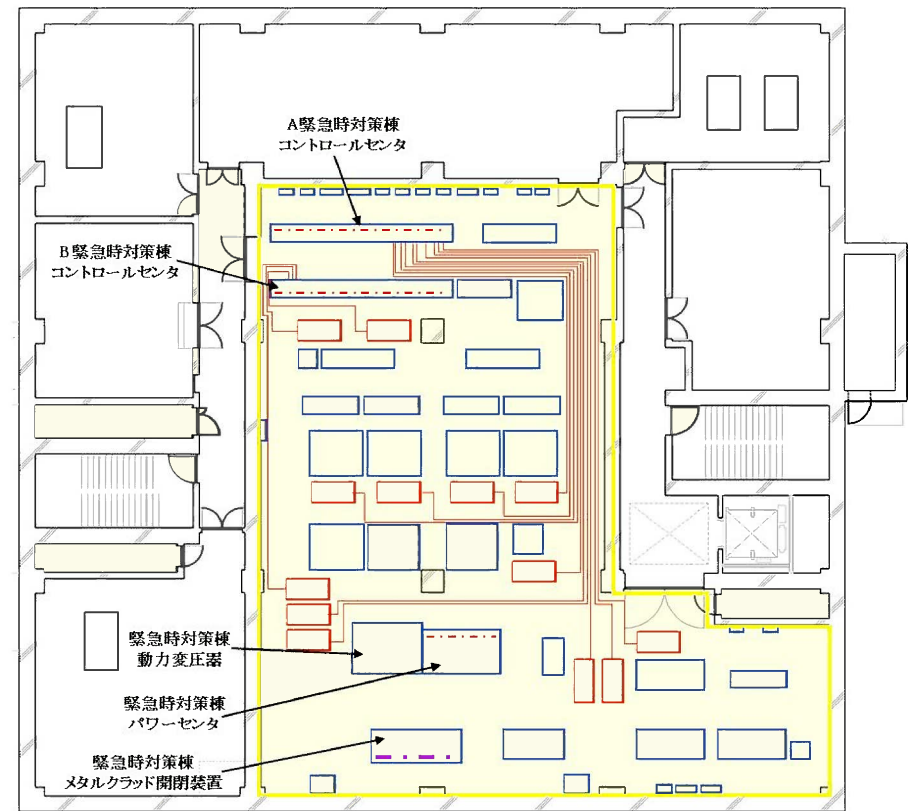 A緊急時対策棟
コントロールセンタ
B緊急時対策棟
コントロールセンタ
緊急時対策棟
動力変圧器
緊急時対策棟
パワーセンタ
緊急時対策棟
メタルクラッド開閉装置